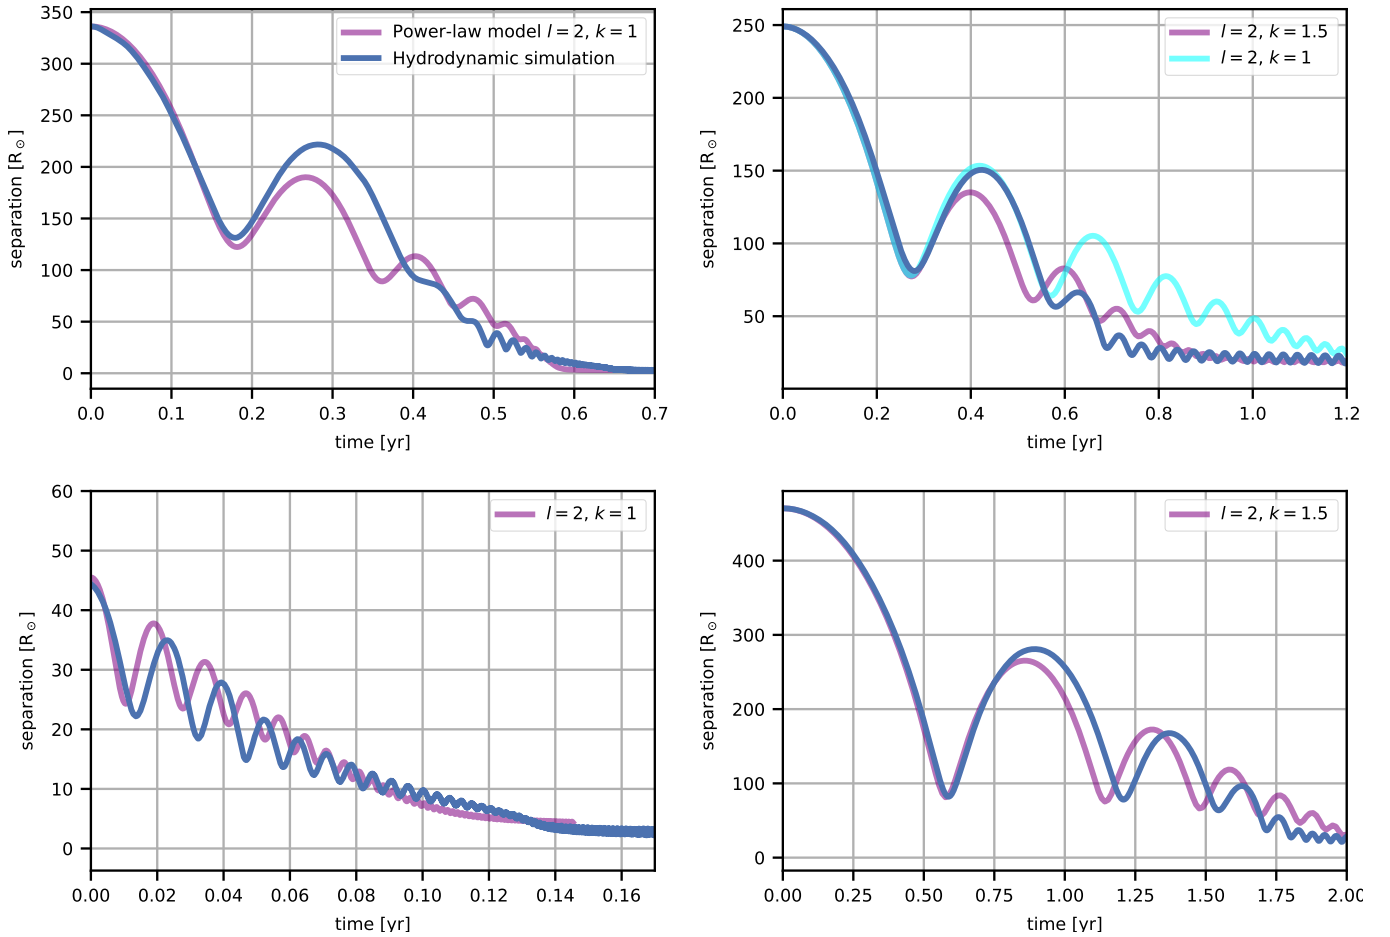 350
300
250
200
150
100
50
0
separation [R⊙]
0.0 0.1 0.2 0.3 0.4 0.5 0.6 0.7
time [yr]
Power-law model l = 2, k = 1
Hydrodynamic simulation
250
200
150
100
50
separation [R⊙]
0.0 0.2 0.4 0.6 0.8 1.0 1.2
time [yr]
l = 2, k = 1.5
l = 2, k = 1
60
50
40
30
20
10
0
separation [R⊙]
0.00 0.02 0.04 0.06 0.08 0.10 0.12 0.14 0.16
time [yr]
l = 2, k = 1
400
300
200
100
0
separation [R⊙]
0.00 0.25 0.50 0.75 1.00 1.25 1.50 1.75 2.00
time [yr]
l = 2, k = 1.5